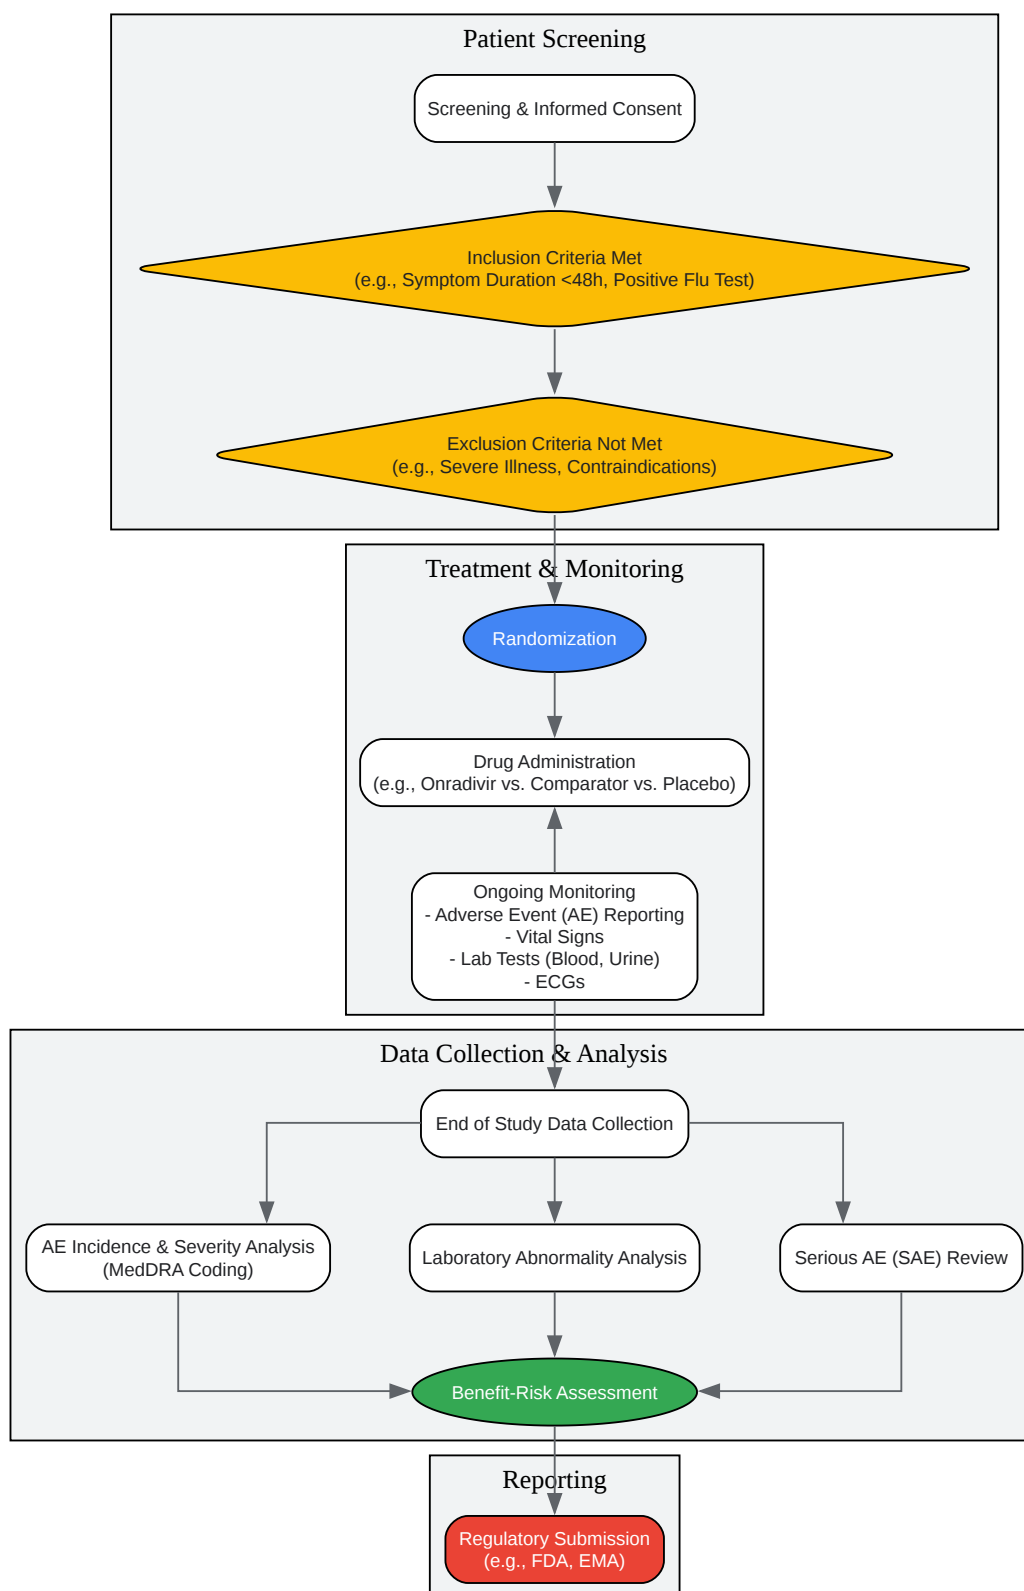 Patient Screening
Screening & Informed Consent
Inclusion Criteria Met
(e.g., Symptom Duration <48h, Positive Flu Test)
Exclusion Criteria Not Met
(e.g., Severe Illness, Contraindications)
Treatment & Monitoring
Randomization
Drug Administration
(e.g., Onradivir vs. Comparator vs. Placebo)
Ongoing Monitoring
- Adverse Event (AE) Reporting
- Vital Signs
- Lab Tests (Blood, Urine)
- ECGs
Data Collection & Analysis
End of Study Data Collection
AE Incidence & Severity Analysis
(MedDRA Coding)
Laboratory Abnormality Analysis
Serious AE (SAE) Review
Benefit-Risk Assessment
Reporting
Regulatory Submission
(e.g., FDA, EMA)